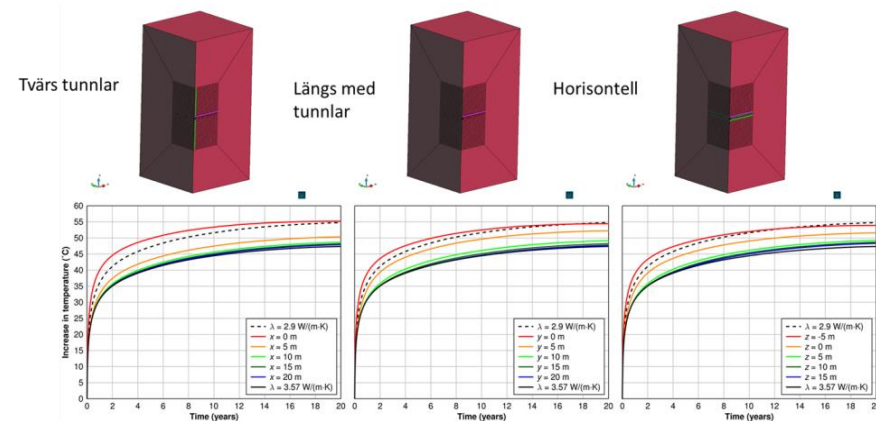 Tvärs tunnlar
Längs med
tunnlar
Horisontell
Increase in temperature (°C)
60
55
50
45
40
35
30
25
20
15
10
5
0
λ = 2.9 W/(m·K)
x = 0 m
x = 5 m
x = 10 m
x = 15 m
x = 20 m
λ = 3.57 W/(m·K)
0 2 4 6 8 10 12 14 16 18 20
Time (years)
λ = 2.9 W/(m·K)
y = 0 m
y = 5 m
y = 10 m
y = 15 m
y = 20 m
λ = 3.57 W/(m·K)
0 2 4 6 8 10 12 14 16 18 20
Time (years)
λ = 2.9 W/(m·K)
z = -5 m
z = 0 m
z = 5 m
z = 10 m
z = 15 m
λ = 3.57 W/(m·K)
0 2 4 6 8 10 12 14 16 18 20
Time (years)